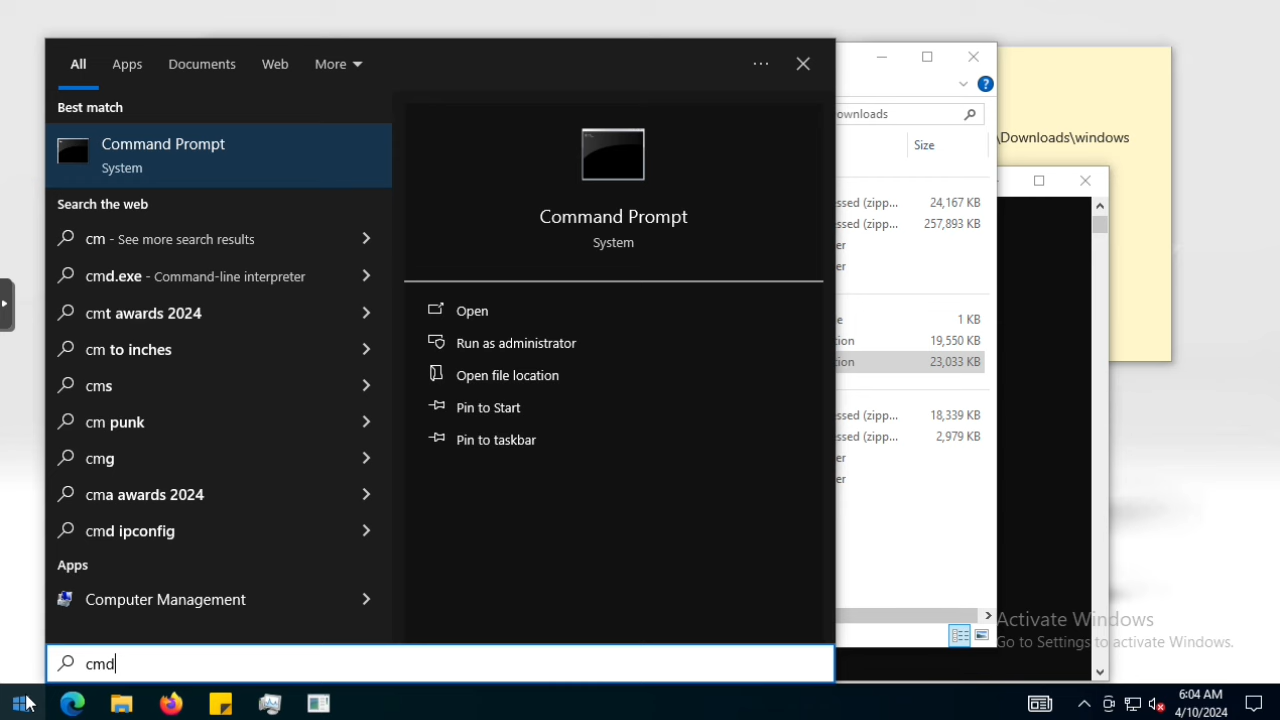 All Apps Documents Web More
Best match
Command Prompt
System
Search the web
cm - See more search results
cmd.exe - Command-line interpreter
cmt awards 2024
cm to inches
cms
cm punk
cmg
cma awards 2024
cmd ipconfig
Apps
Computer Management
cmd
Command Prompt
System
Open
Run as administrator
Open file location
Pin to Start
Pin to taskbar
ownloads
Size
ssed (zipp... 24,167 KB
ssed (zipp... 257,893 KB
er
er
e 1 KB
tion 19,550 KB
tion 23,033 KB
ssed (zipp... 18,339 KB
ssed (zipp... 2,979 KB
er
er
\Downloads\windows
Activate Windows
Go to Settings to activate Windows.
6:04 AM
4/10/2024